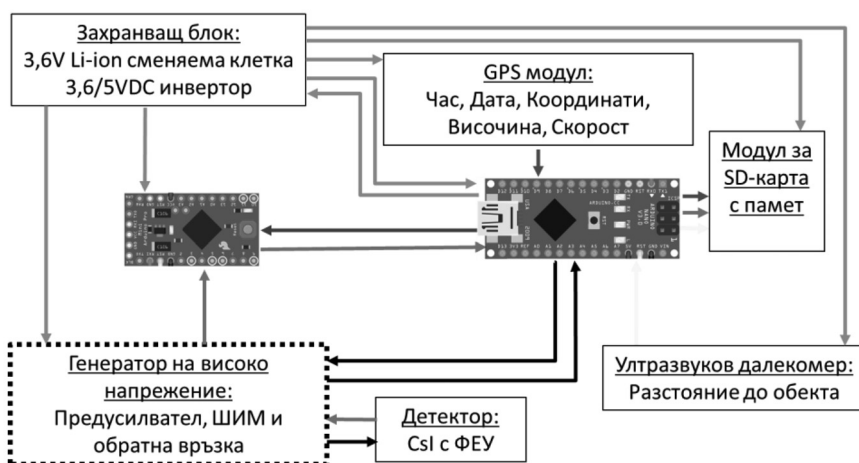 Захранващ блок:
3,6V Li-ion сменяема клетка
3,6/5VDC инвертор
GPS модул:
Час, Дата, Координати,
Височина, Скорост
Модул за
SD-карта
с памет
Генератор на високо
напрежение:
Предусилвател, ШИМ и
обратна връзка
Детектор:
CsI с ФЕУ
Ултразвуков далекомер:
Разстояние до обекта